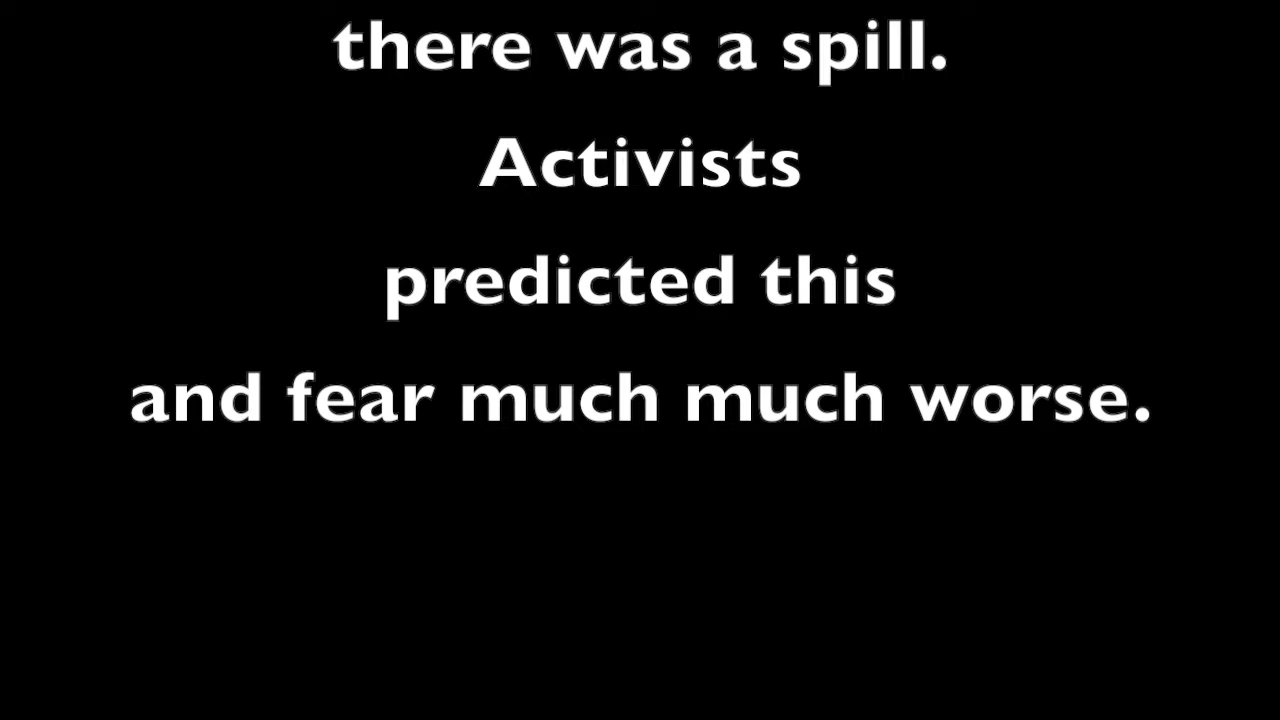 there was a spill.
Activists
predicted this
and fear much much worse.